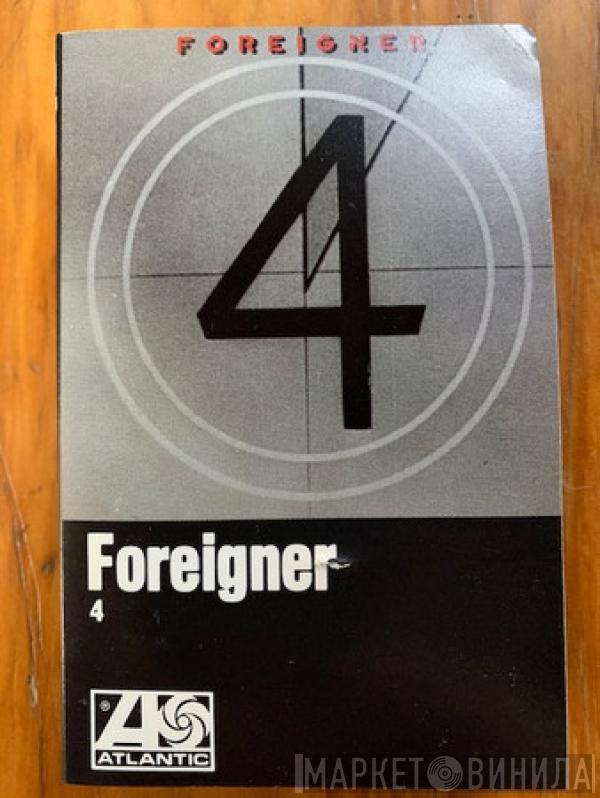 FOREIGNER
4
Foreigner
4
®
ATLANTIC
МАРКЕТ ВИНИЛА